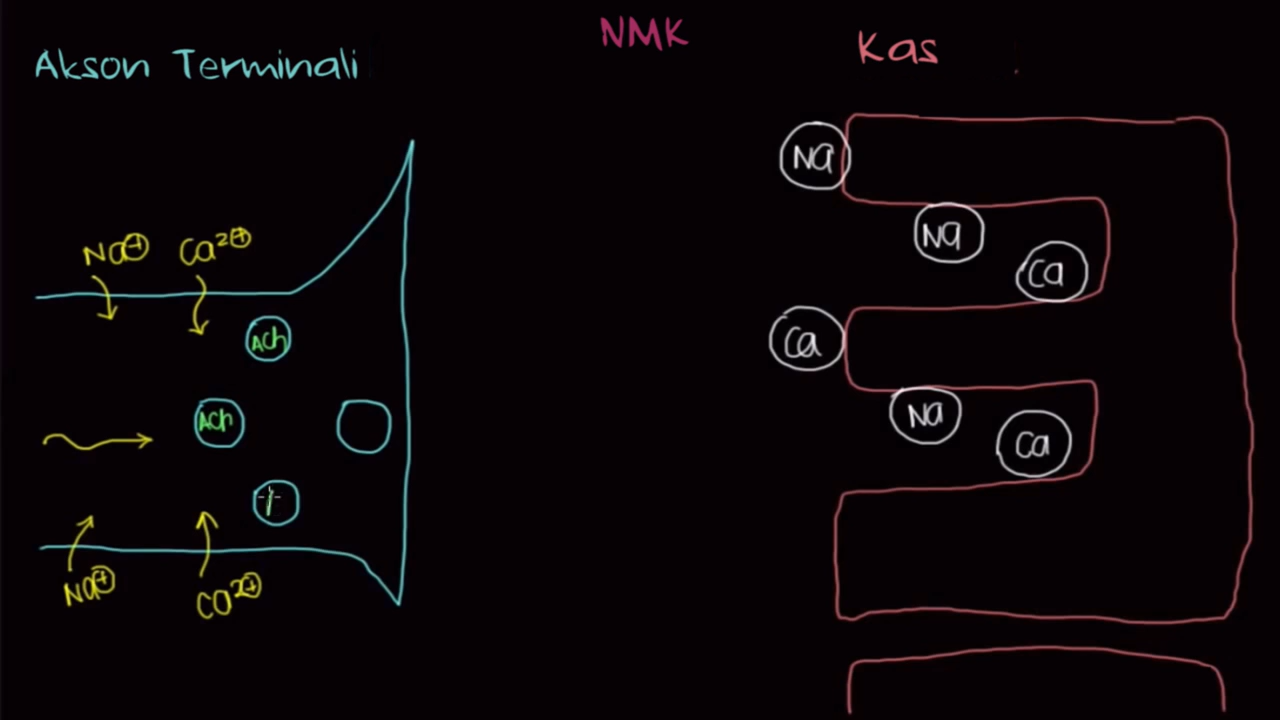 NMK
Akson Terminali
Kas
Na
Na⁺ Ca²⁺
Na
Ca
ACh
Ca
ACh
Na
Ca
Na⁺
Ca²⁺